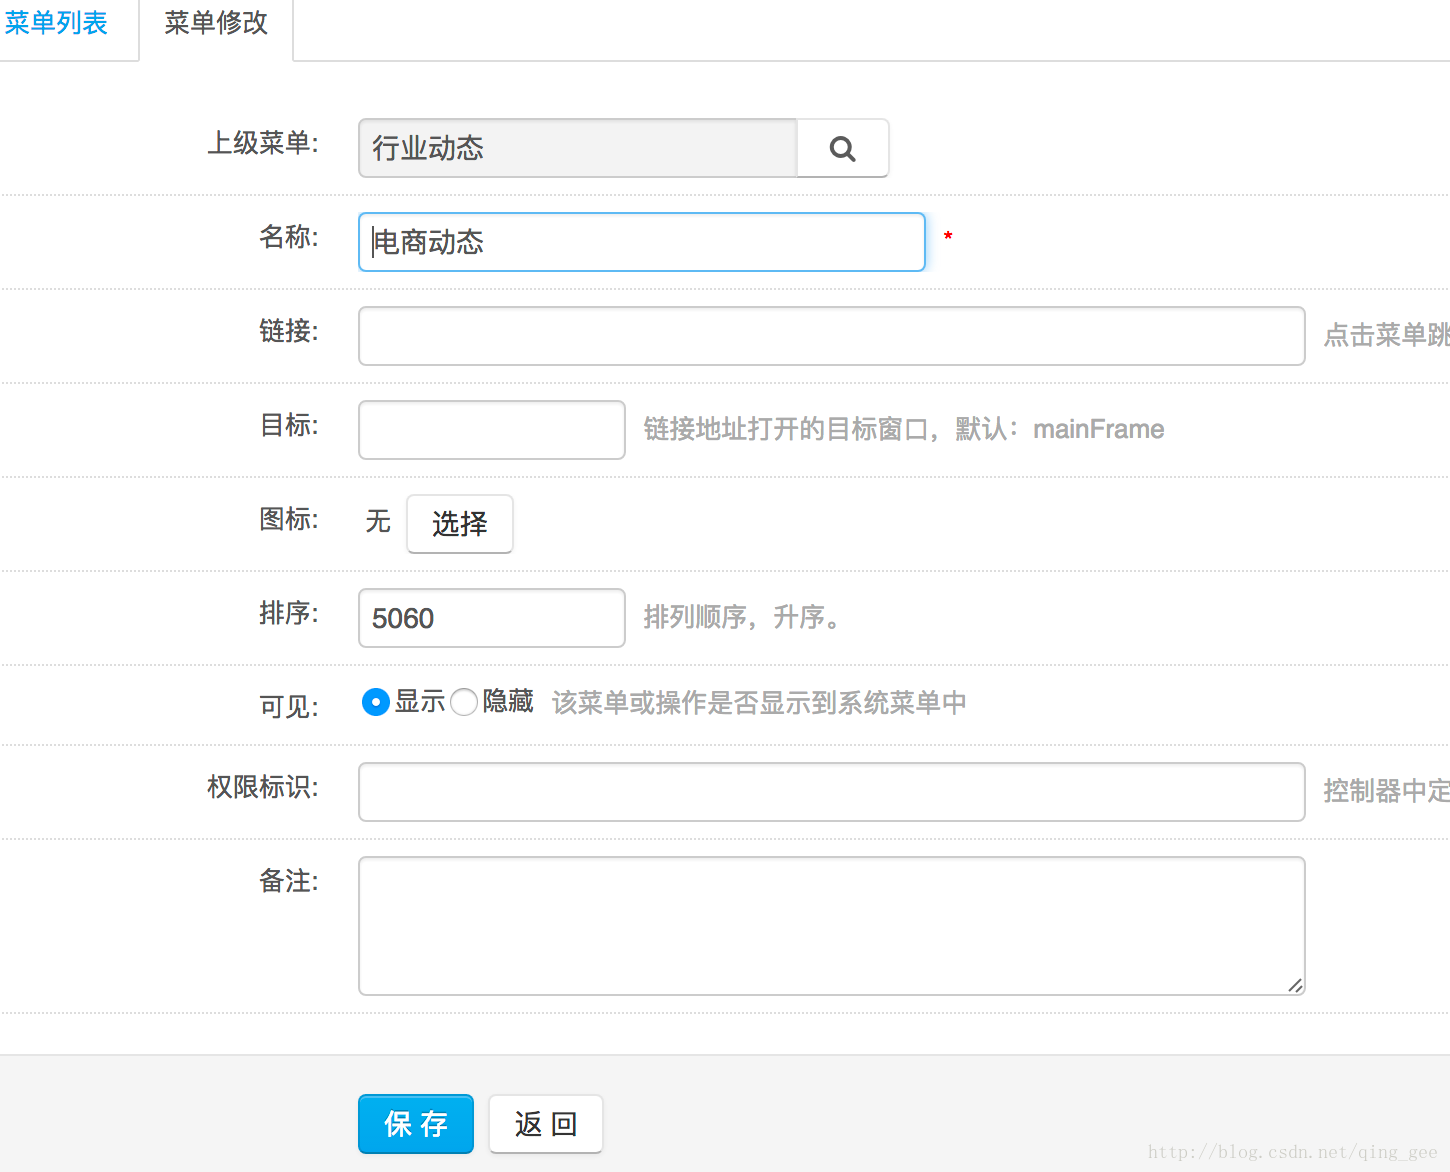 菜单列表 菜单修改
上级菜单: 行业动态
名称: 电商动态 *
链接: 点击菜单跳
目标: 链接地址打开的目标窗口，默认：mainFrame
图标: 无 选择
排序: 5060 排列顺序，升序。
可见: 显示 隐藏 该菜单或操作是否显示到系统菜单中
权限标识: 控制器中定
备注:
保 存 返 回
http://blog.csdn.net/qing_gee